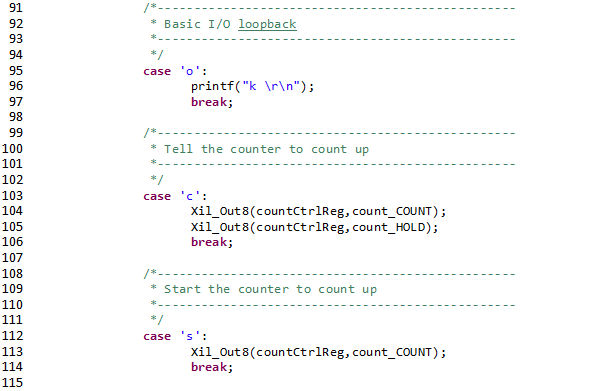 91 /*-------------------------------------------------
92 * Basic I/O loopback
93 *-------------------------------------------------
94 */
95 case 'o':
96 printf("k \r\n");
97 break;
98
99 /*-------------------------------------------------
100 * Tell the counter to count up
101 *-------------------------------------------------
102 */
103 case 'c':
104 Xil_Out8(countCtrlReg,count_COUNT);
105 Xil_Out8(countCtrlReg,count_HOLD);
106 break;
107
108 /*-------------------------------------------------
109 * Start the counter to count up
110 *-------------------------------------------------
111 */
112 case 's':
113 Xil_Out8(countCtrlReg,count_COUNT);
114 break;
115